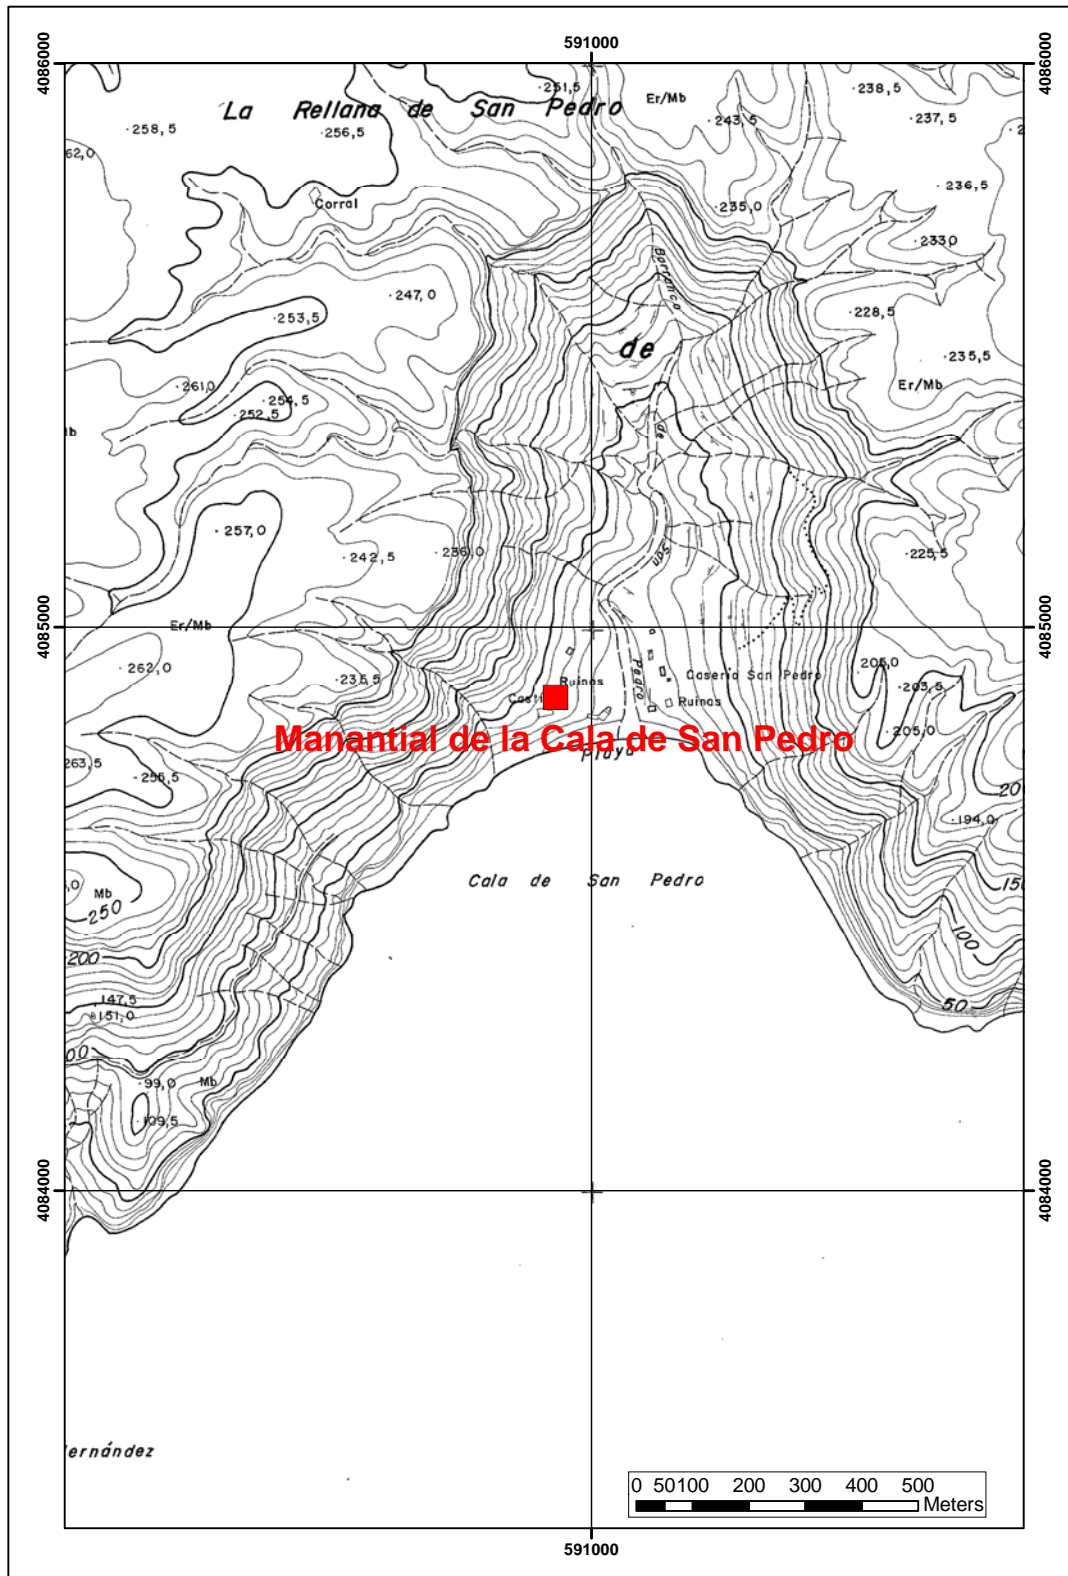 591000
4086000
4086000
251,5
Er/Mb
238,5
La Rellana de San Pedro
258,5
256,5
243,5
237,5
62,0
236,5
Corral
235,0
233,0
Barranco
247,0
253,5
228,5
de
235,5
261,0
Er/Mb
254,5
252,5
de
257,0
242,5
236,0
San
225,5
4085000
4085000
Er/Mb
262,0
235,5
Ruinas
Pedro
Caserío San Pedro
205,0
203,5
Ruinas
Manantial de la Cala de San Pedro
205,0
Playa
263,5
255,5
194,0
Cala de San Pedro
Mb
250
100
200
147,5
151,0
50
99,0
Mb
109,5
4084000
4084000
ernández
0 50 100 200 300 400 500
Meters
591000